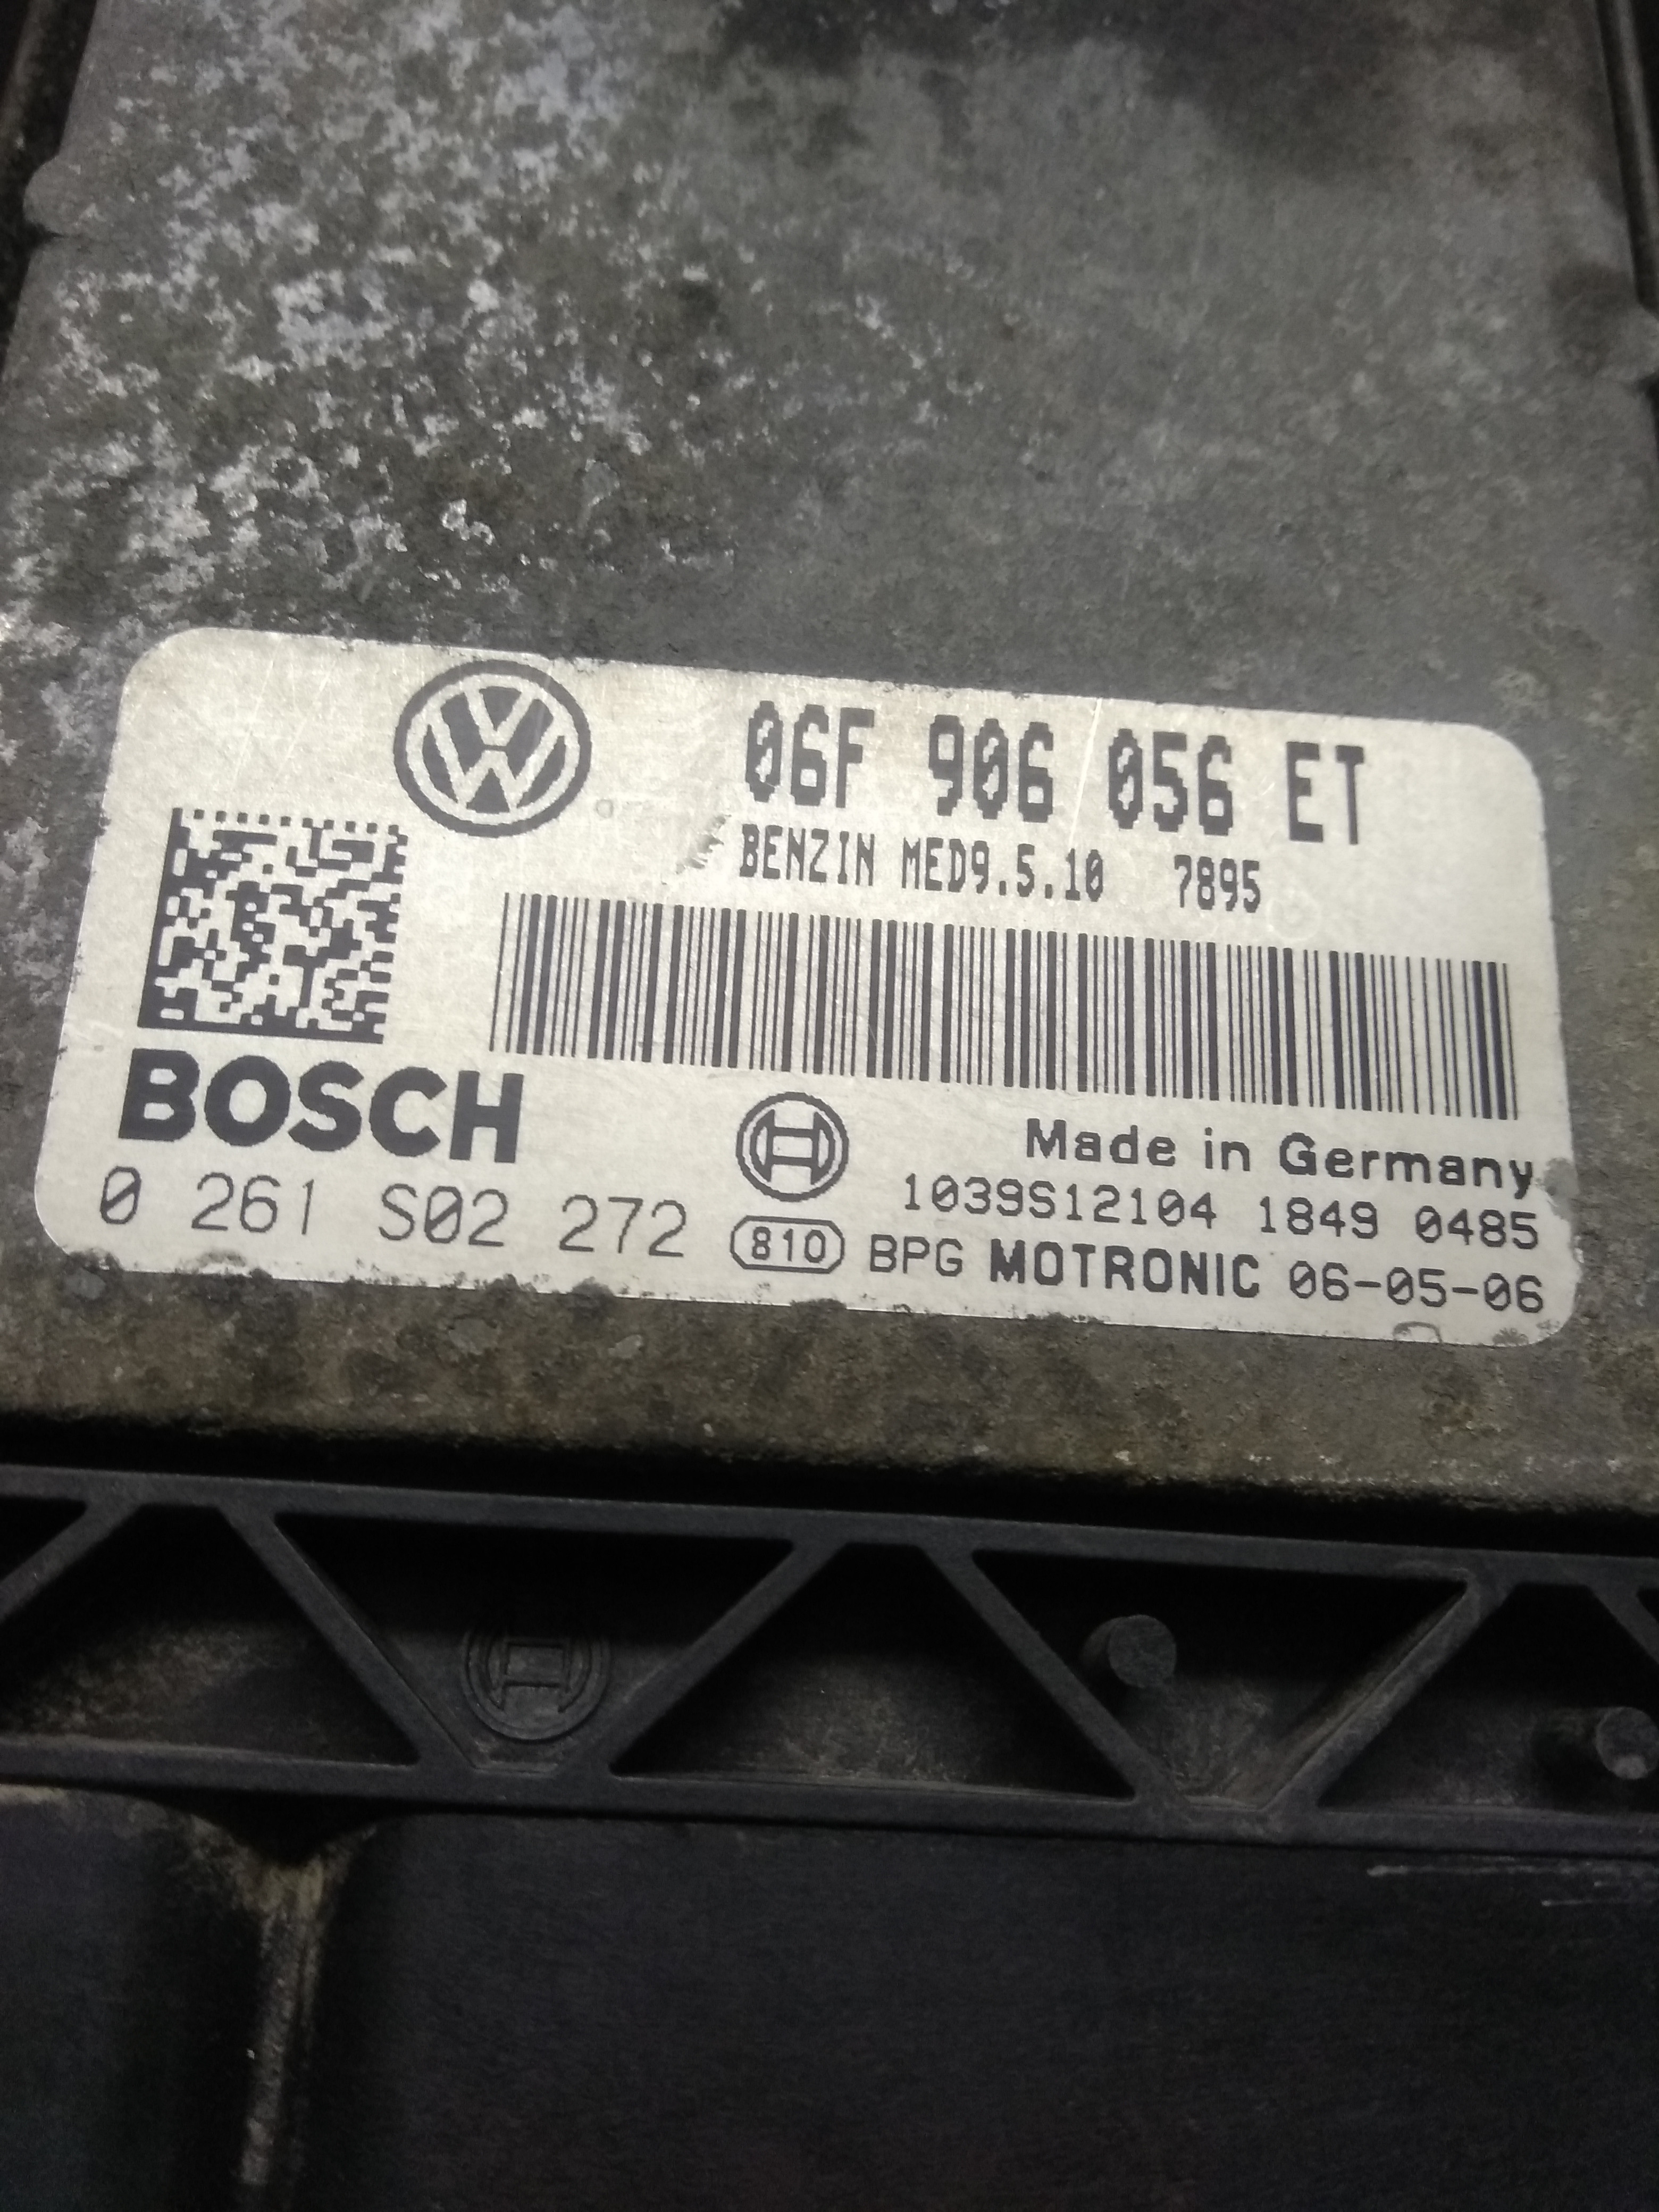 06F 906 056 ET
BENZIN MED9.5.10 7895
BOSCH
Made in Germany
0 261 S02 272
1039S12104 1849 0485
810 BPG MOTRONIC 06-05-06